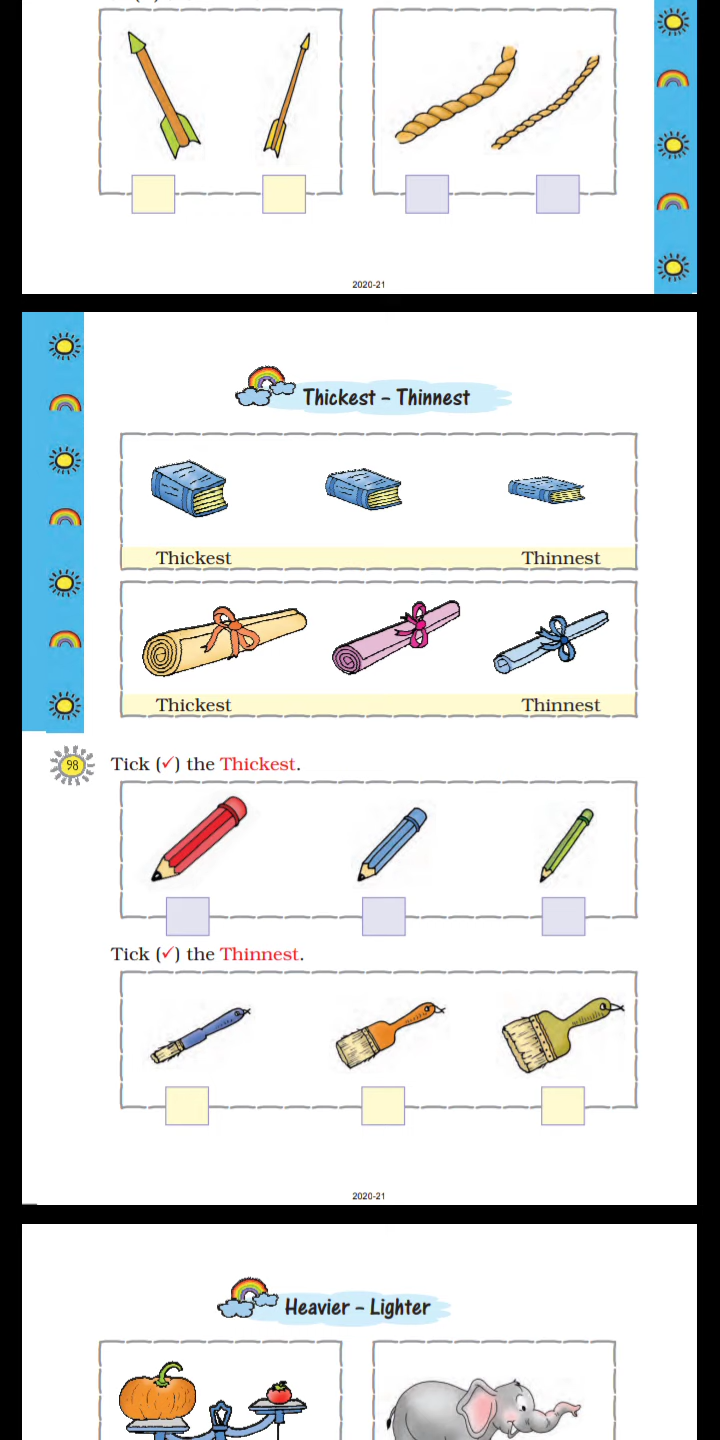 2020-21
Thickest – Thinnest
Thickest Thinnest
Thickest Thinnest
98
Tick (✓) the Thickest.
Tick (✓) the Thinnest.
2020-21
Heavier – Lighter